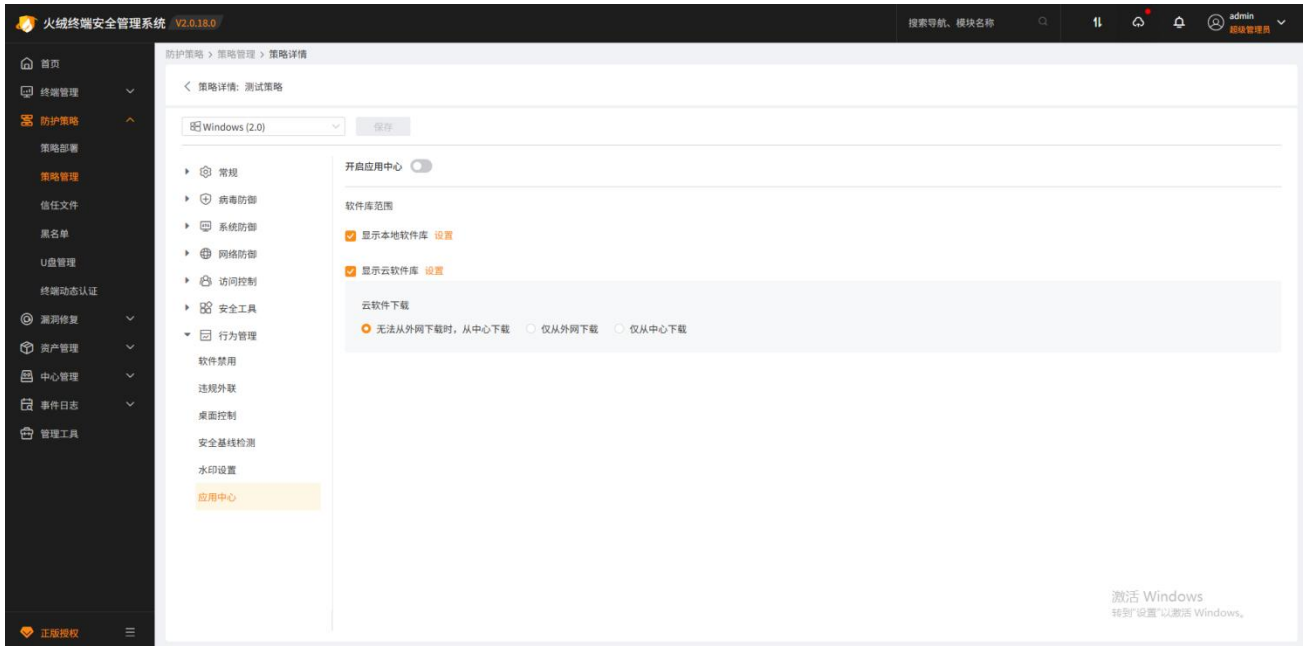 火绒终端安全管理系统 V2.0.18.0
搜索导航、模块名称
admin
超级管理员
首页
终端管理
防护策略
策略部署
策略管理
信任文件
黑名单
U盘管理
终端动态认证
漏洞修复
资产管理
中心管理
事件日志
管理工具
正版授权
防护策略 > 策略管理 > 策略详情
策略详情: 测试策略
Windows (2.0)
保存
常规
病毒防御
系统防御
网络防御
访问控制
安全工具
行为管理
软件禁用
违规外联
桌面控制
安全基线检测
水印设置
应用中心
开启应用中心
软件库范围
显示本地软件库 设置
显示云软件库 设置
云软件下载
无法从外网下载时，从中心下载 仅从外网下载 仅从中心下载
激活 Windows
转到"设置"以激活 Windows。